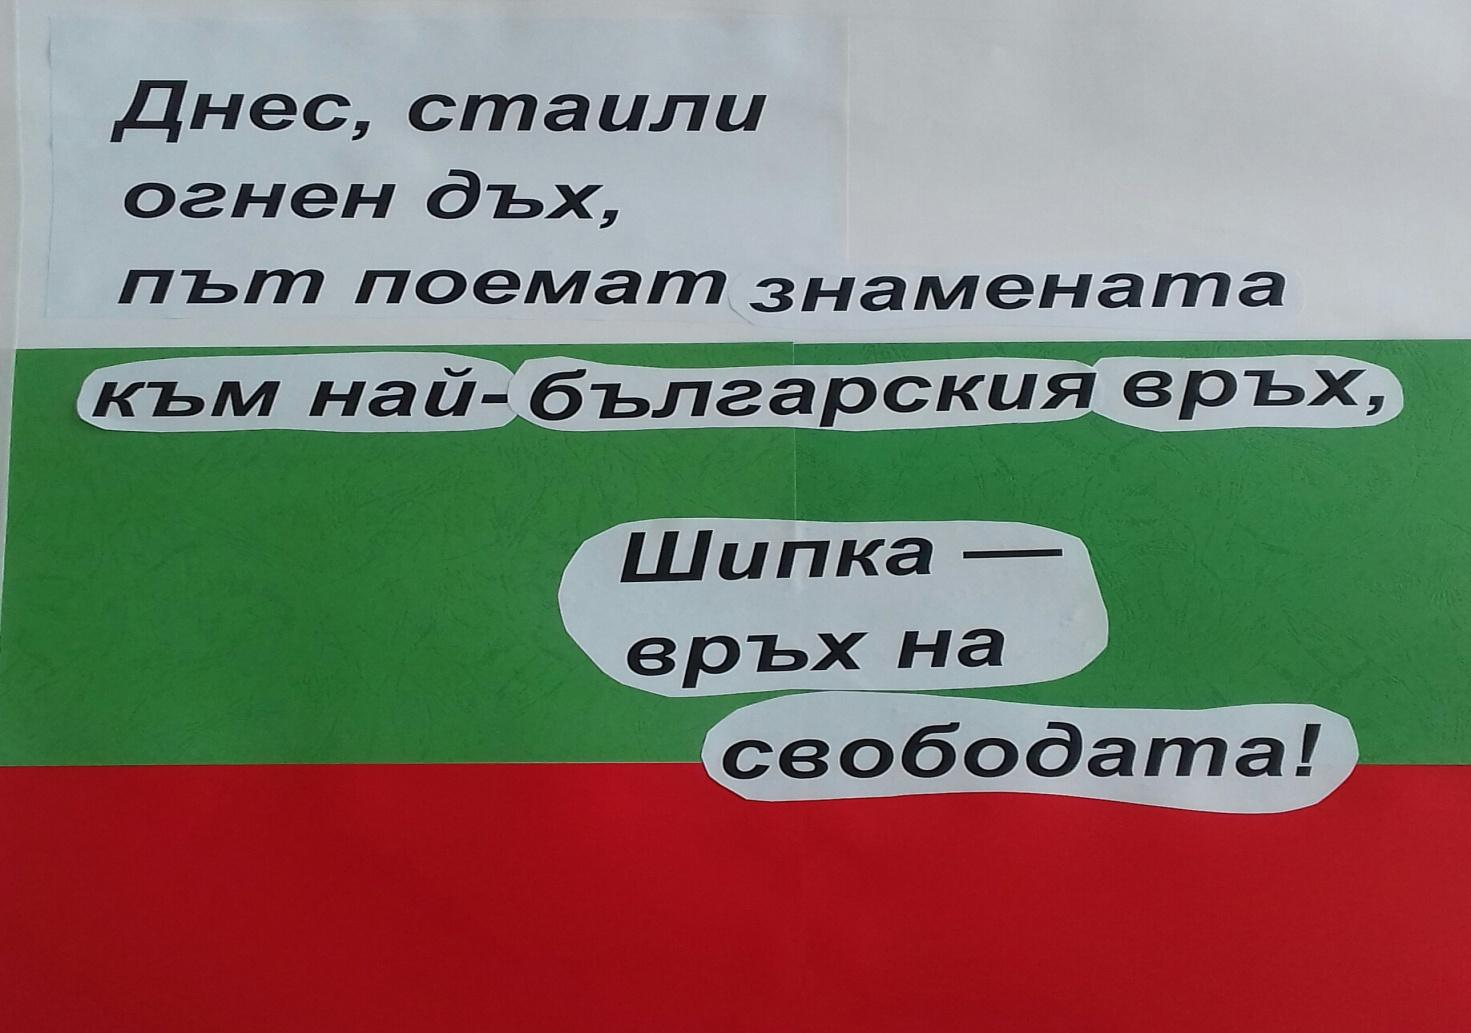 Днес, стаили
огнен дъх,
път поемат знамената
към най-българския връх,
Шипка —
връх на
свободата!